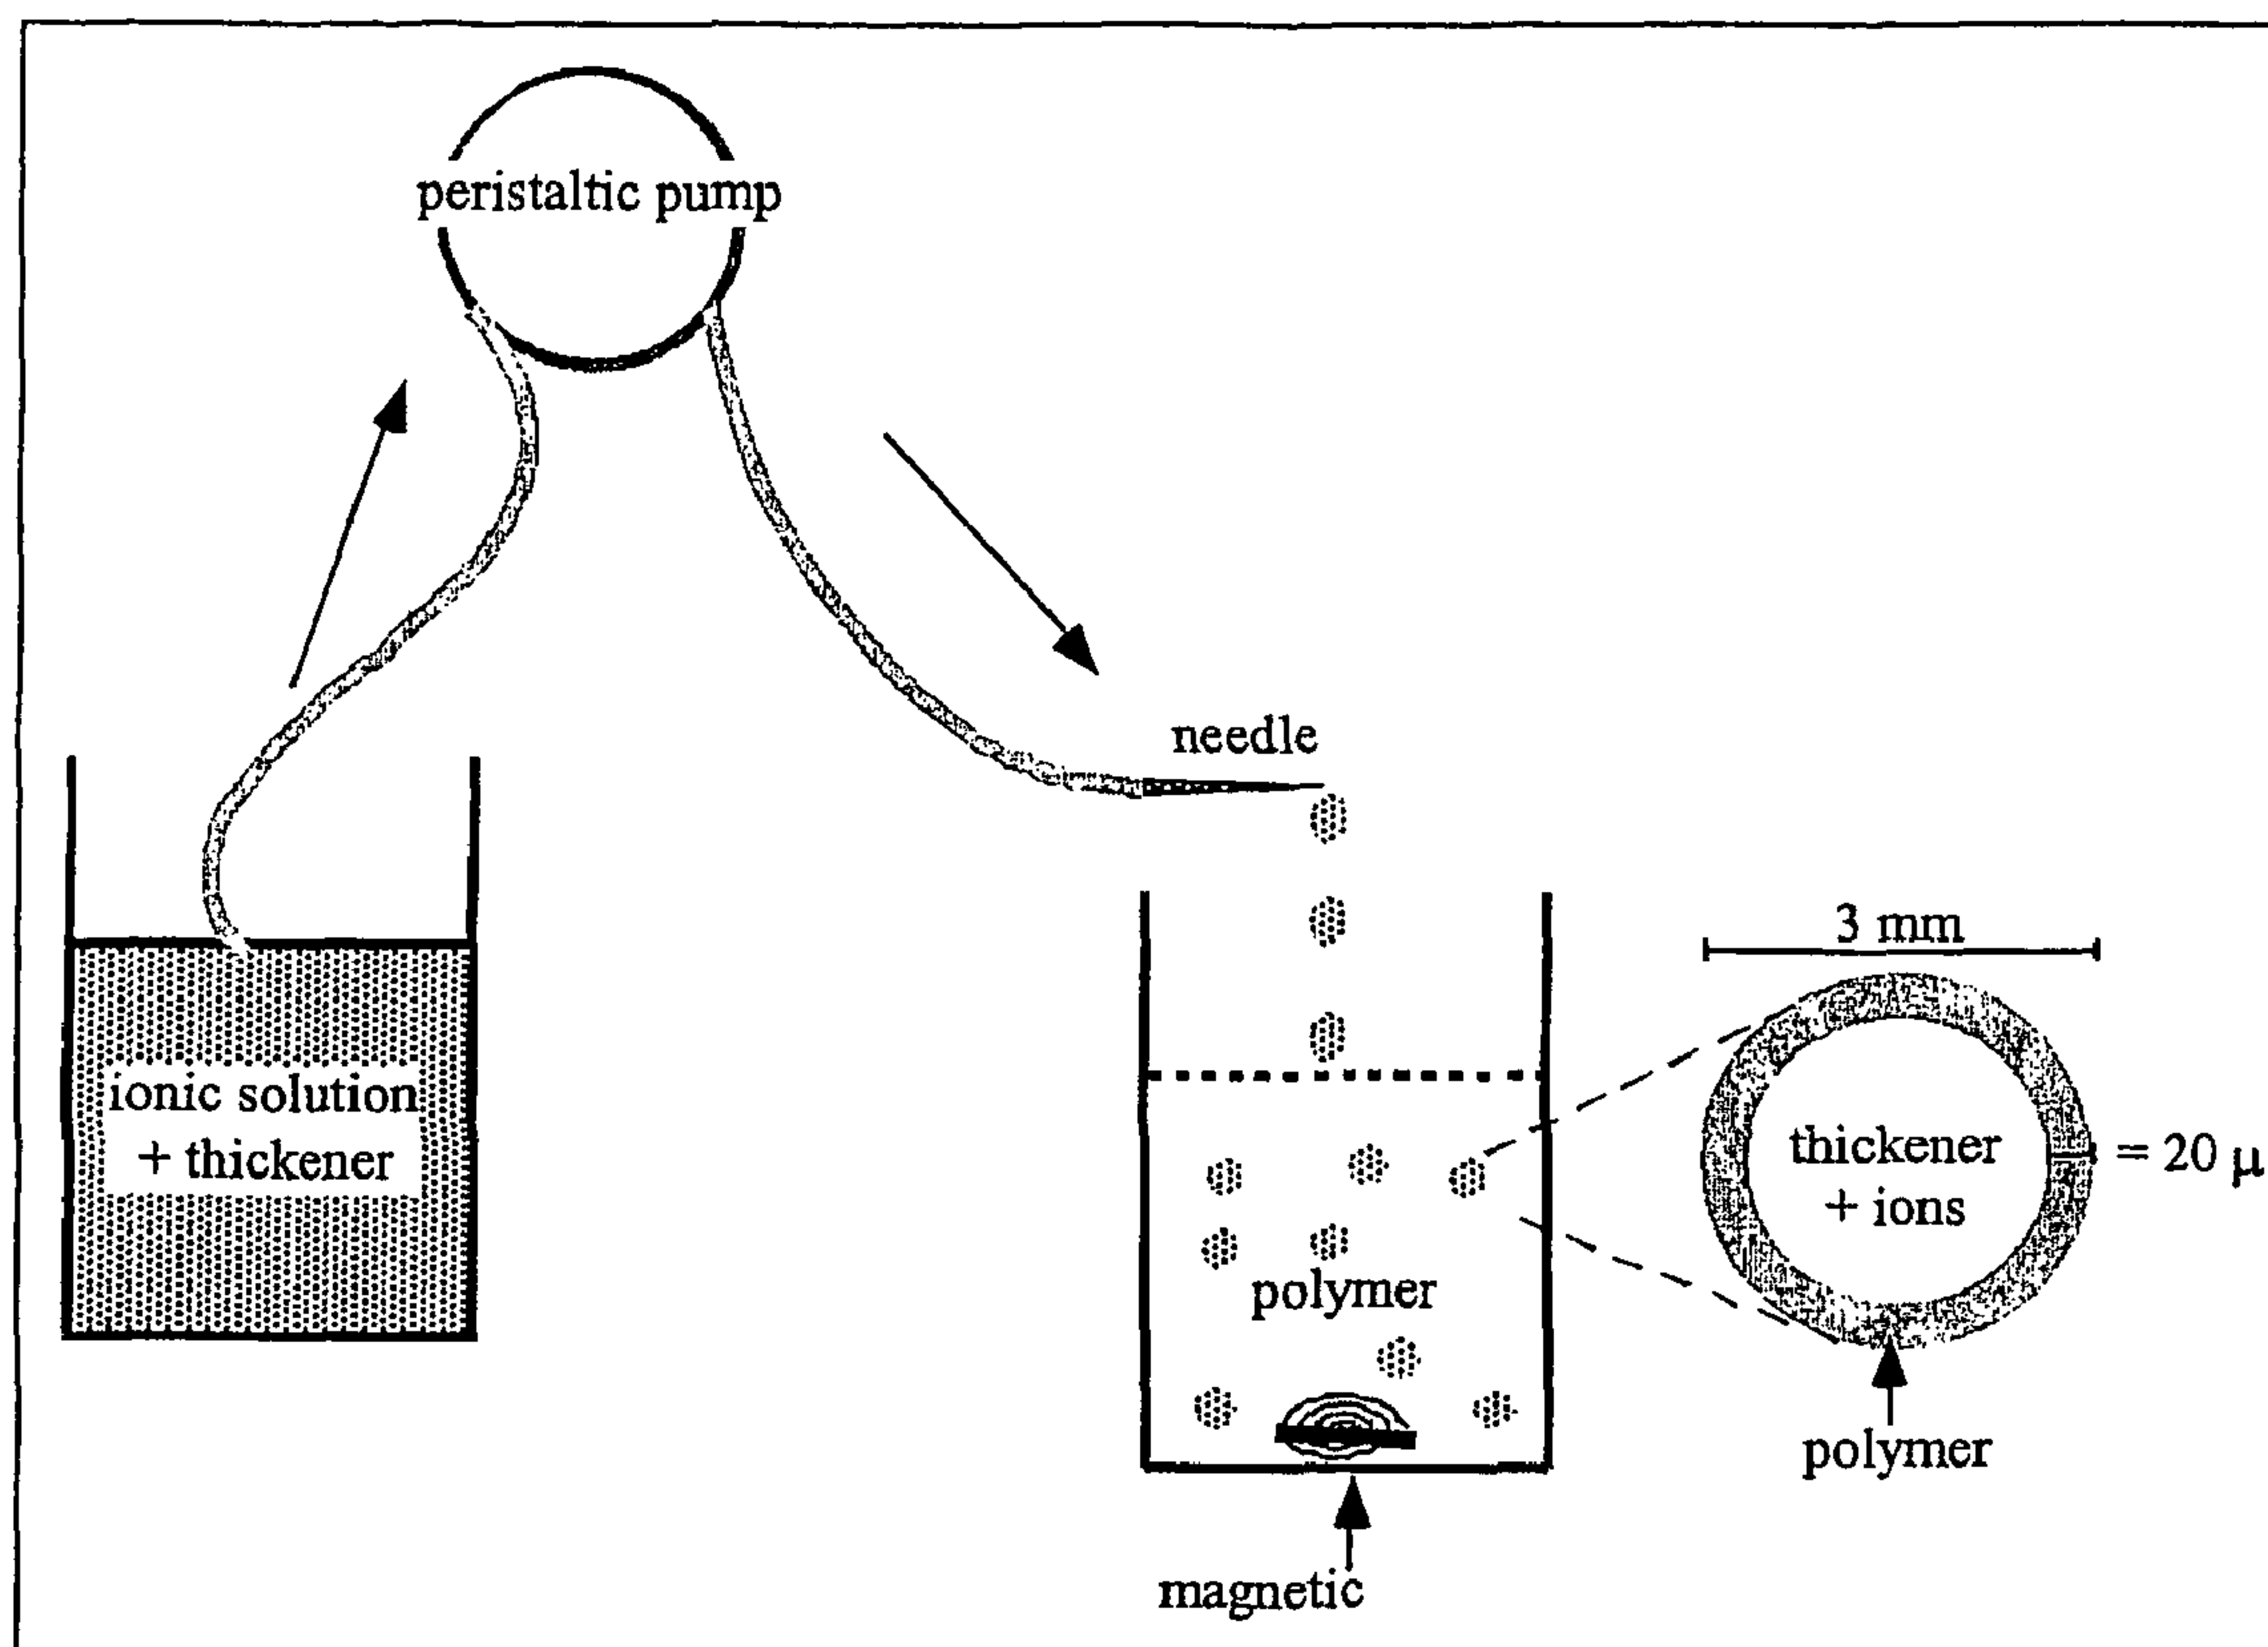 peristaltic pump
needle
ionic solution
+ thickener
polymer
magnetic
3 mm
thickener
+ ions
= 20 μ
polymer